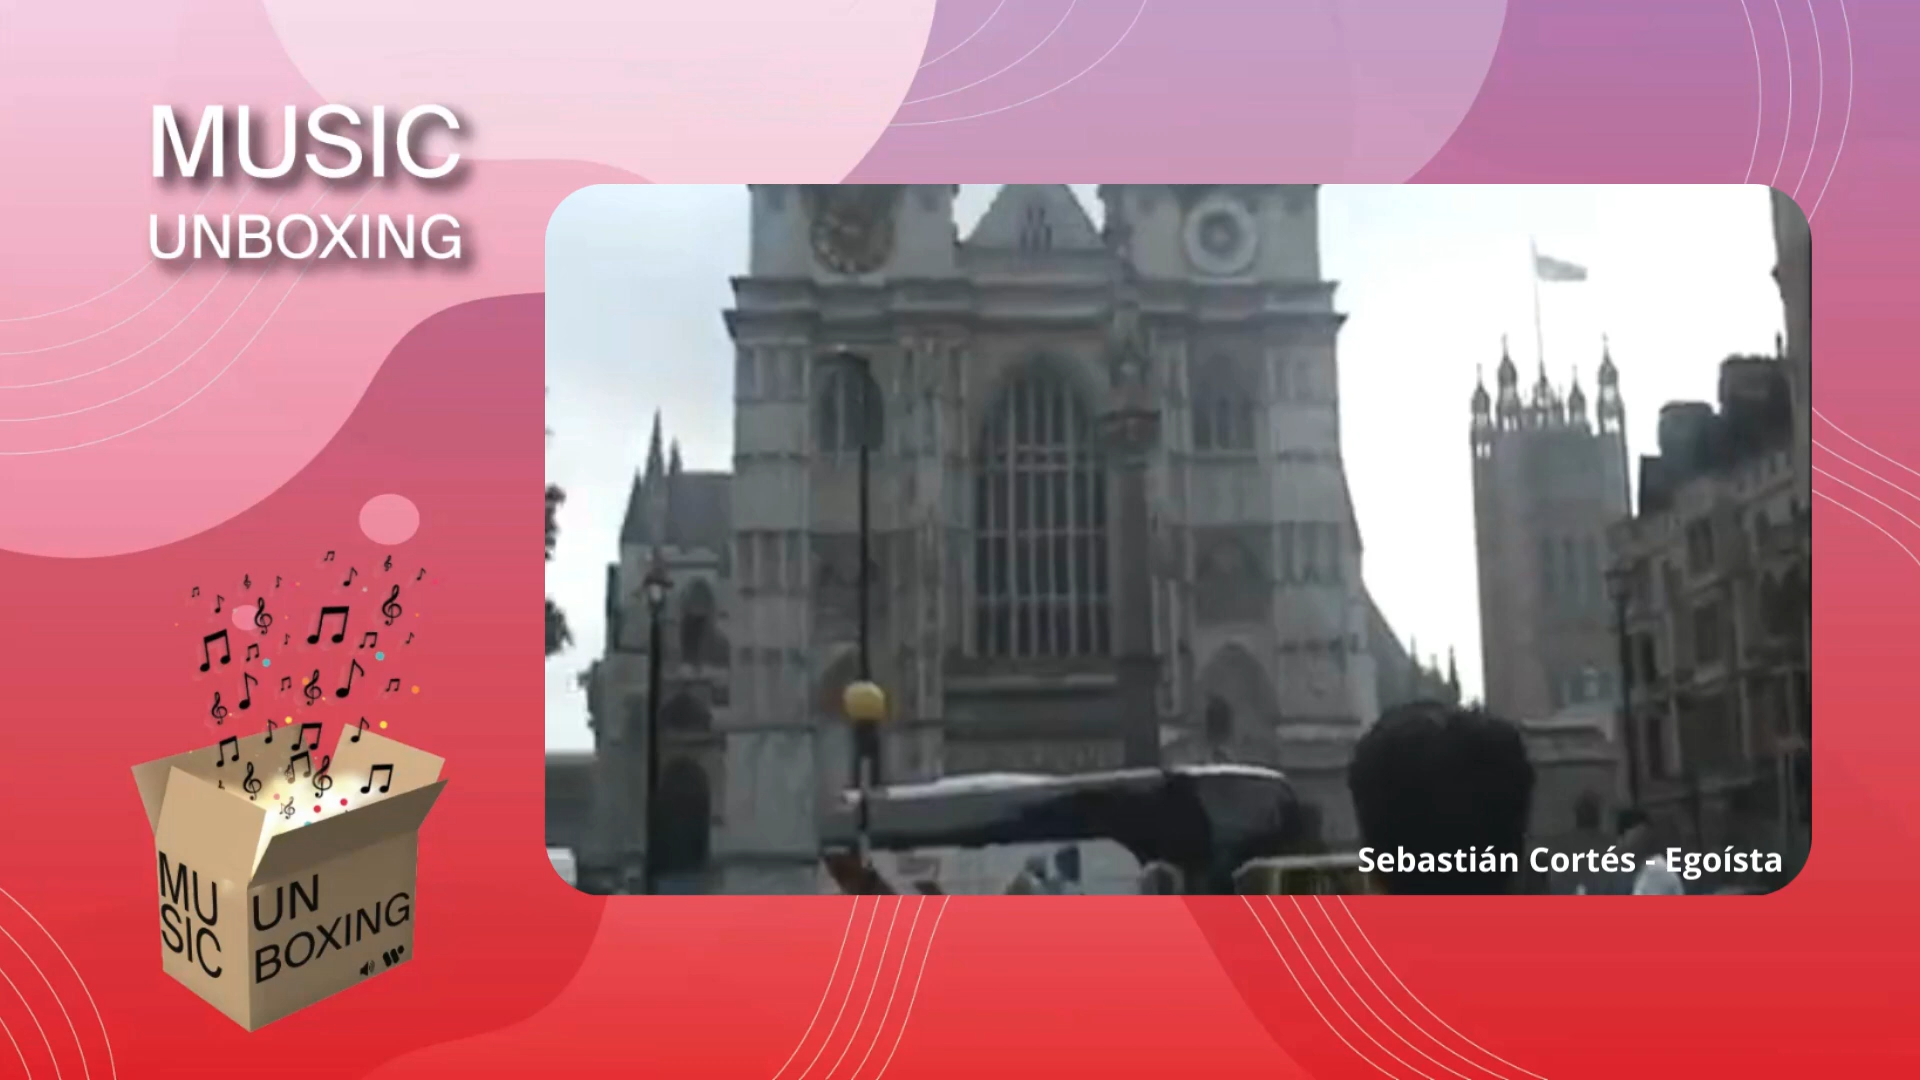 MUSIC
UNBOXING
Sebastián Cortés - Egoísta
MU
SIC
UN
BOXING